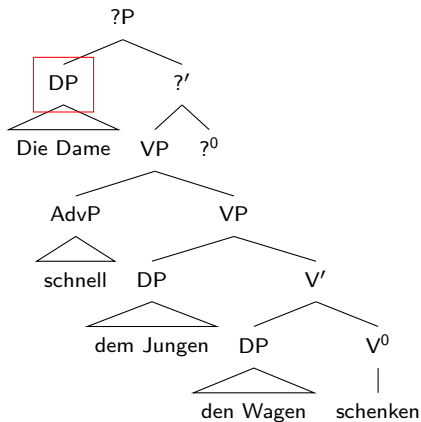 ?P
DP ?′
Die Dame VP ?⁰
AdvP VP
schnell DP V′
dem Jungen DP V⁰
den Wagen schenken